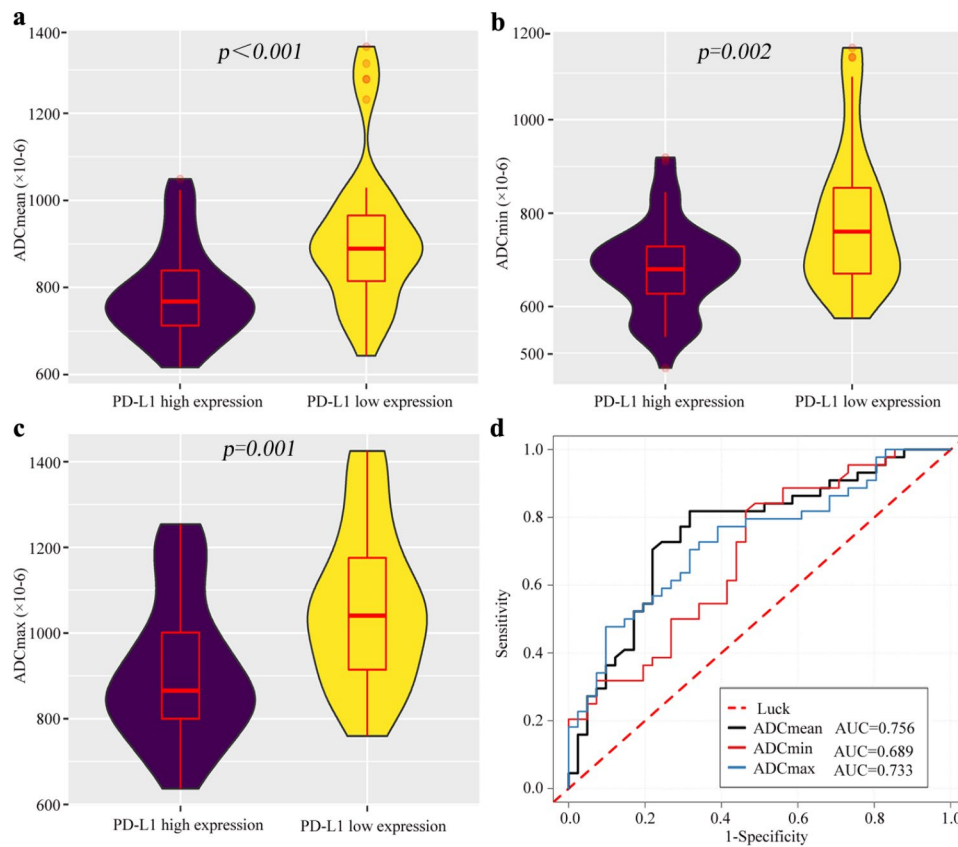 a
p<0.001
1400
1200
1000
800
600
ADCmean (×10-6)
PD-L1 high expression
PD-L1 low expression
b
p=0.002
1200
1000
800
600
500
ADCmin (×10-6)
PD-L1 high expression
PD-L1 low expression
c
p=0.001
1400
1200
1000
800
600
ADCmax (×10-6)
PD-L1 high expression
PD-L1 low expression
d
1.0
0.8
0.6
0.4
0.2
0.0
Sensitivity
Luck
ADCmean AUC=0.756
ADCmin AUC=0.689
ADCmax AUC=0.733
0.0 0.2 0.4 0.6 0.8 1.0
1-Specificity